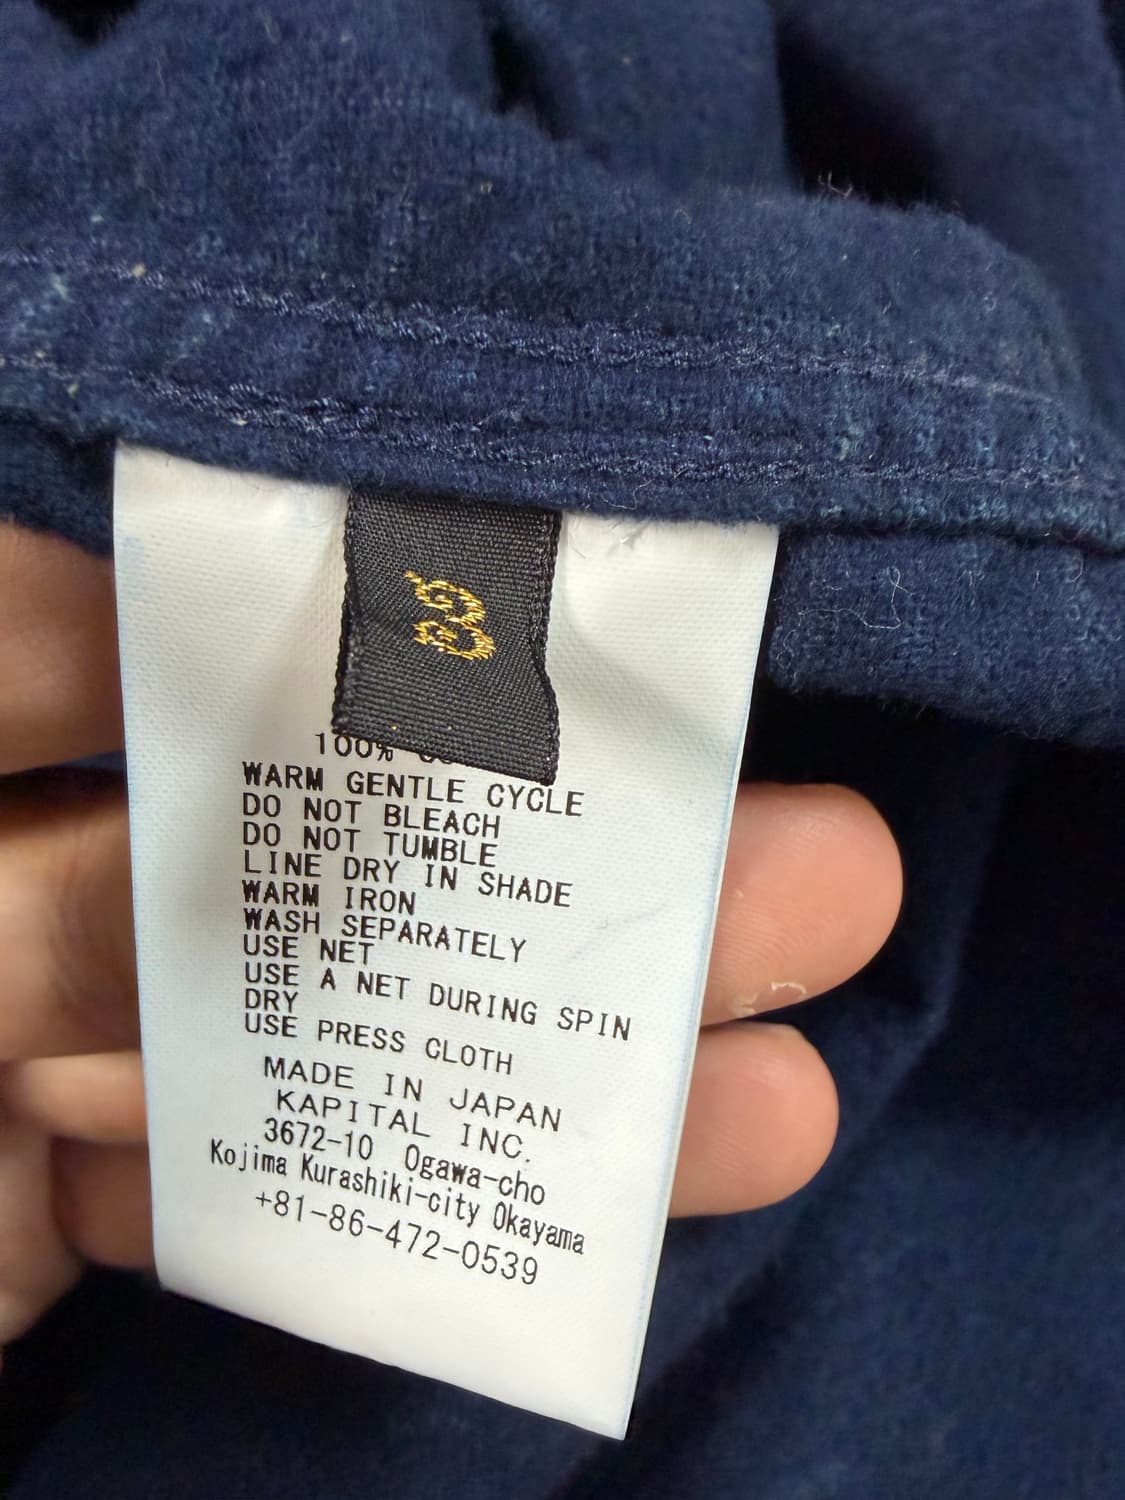 3
100%
WARM GENTLE CYCLE
DO NOT BLEACH
DO NOT TUMBLE
LINE DRY IN SHADE
WARM IRON
WASH SEPARATELY
USE NET
USE A NET DURING SPIN
DRY
USE PRESS CLOTH
MADE IN JAPAN
KAPITAL INC.
3672-10 Ogawa-cho
Kojima Kurashiki-city Okayama
+81-86-472-0539